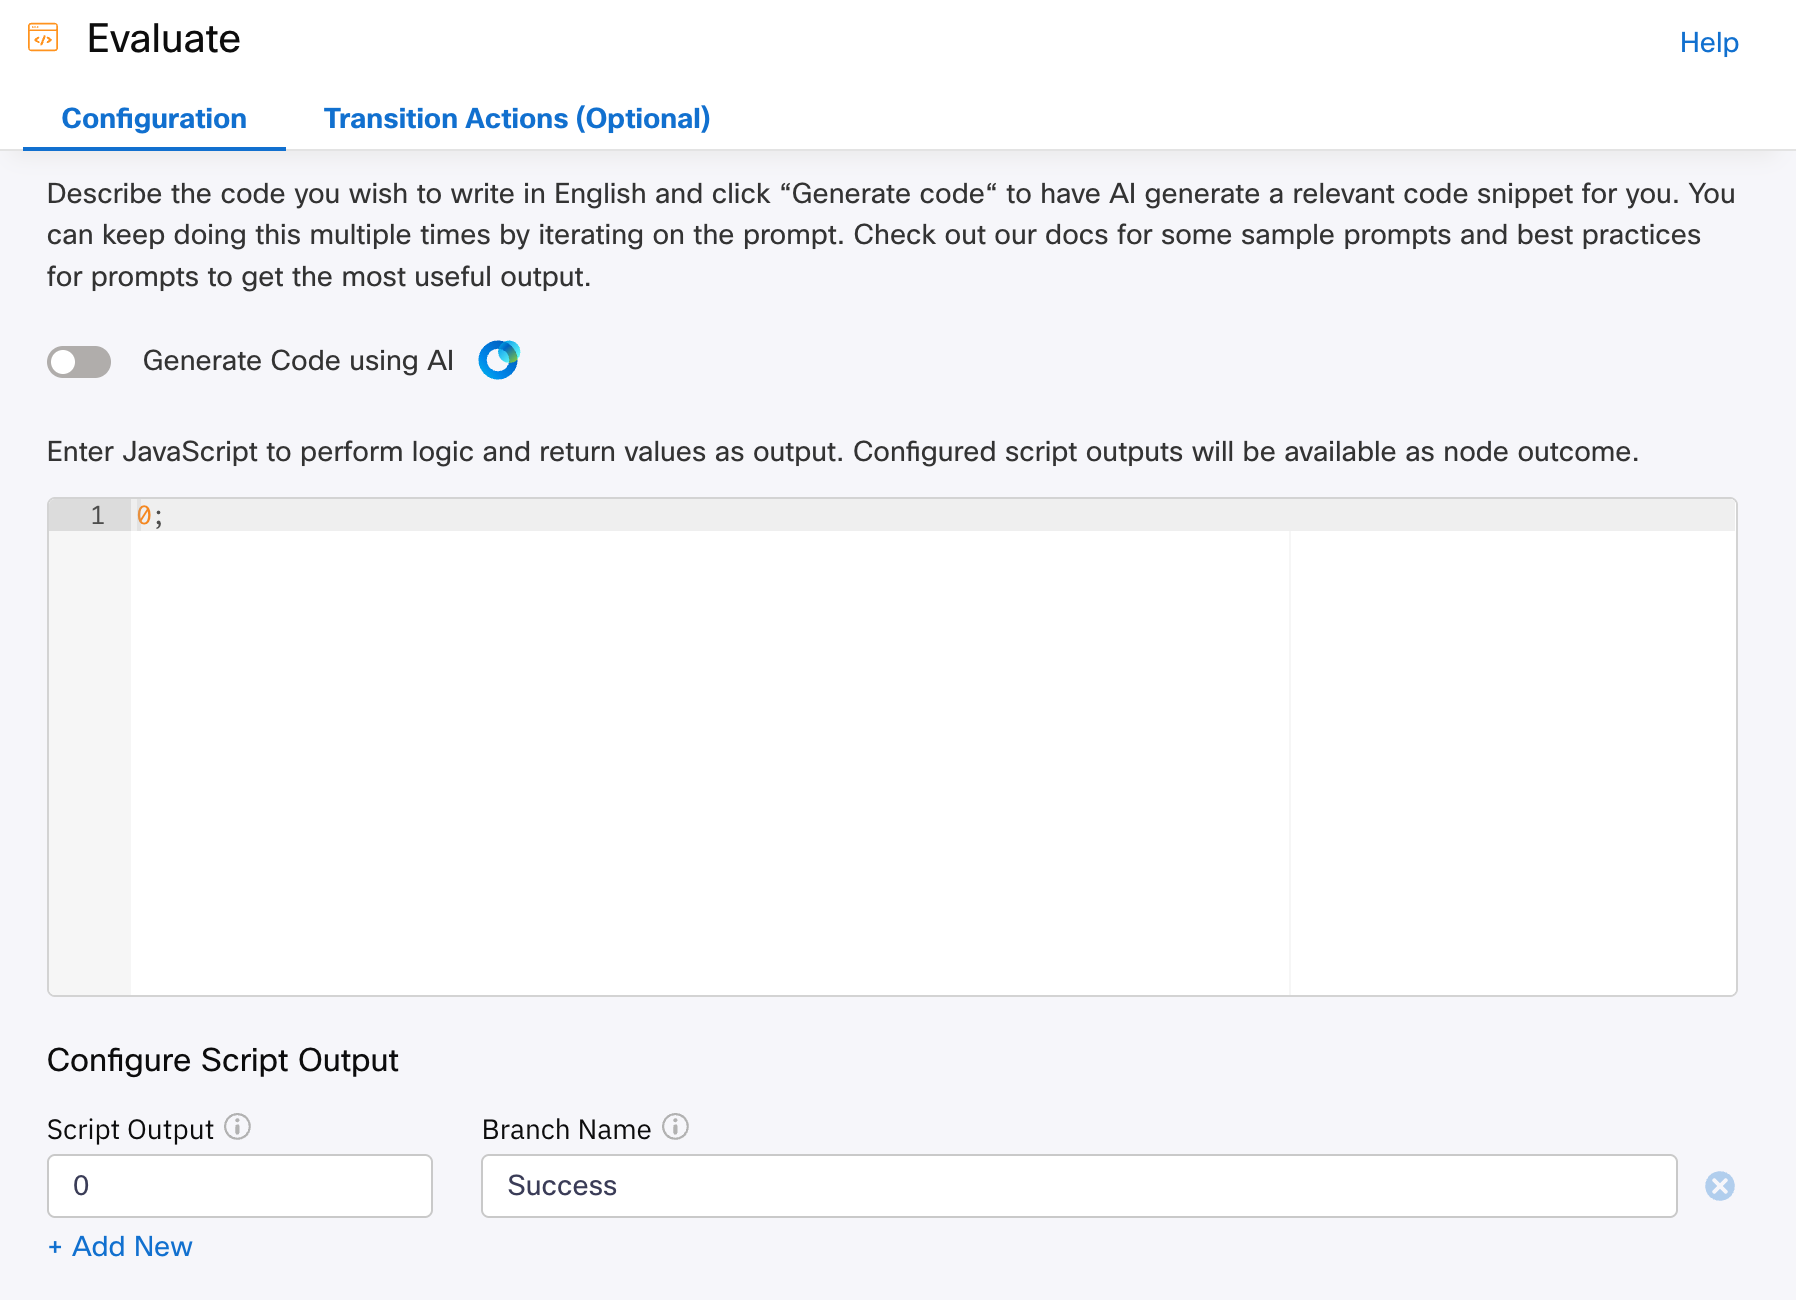 Evaluate
Help
Configuration
Transition Actions (Optional)
Describe the code you wish to write in English and click “Generate code“ to have AI generate a relevant code snippet for you. You
can keep doing this multiple times by iterating on the prompt. Check out our docs for some sample prompts and best practices
for prompts to get the most useful output.
Generate Code using AI
Enter JavaScript to perform logic and return values as output. Configured script outputs will be available as node outcome.
1 0;
Configure Script Output
Script Output
Branch Name
0
Success
+ Add New